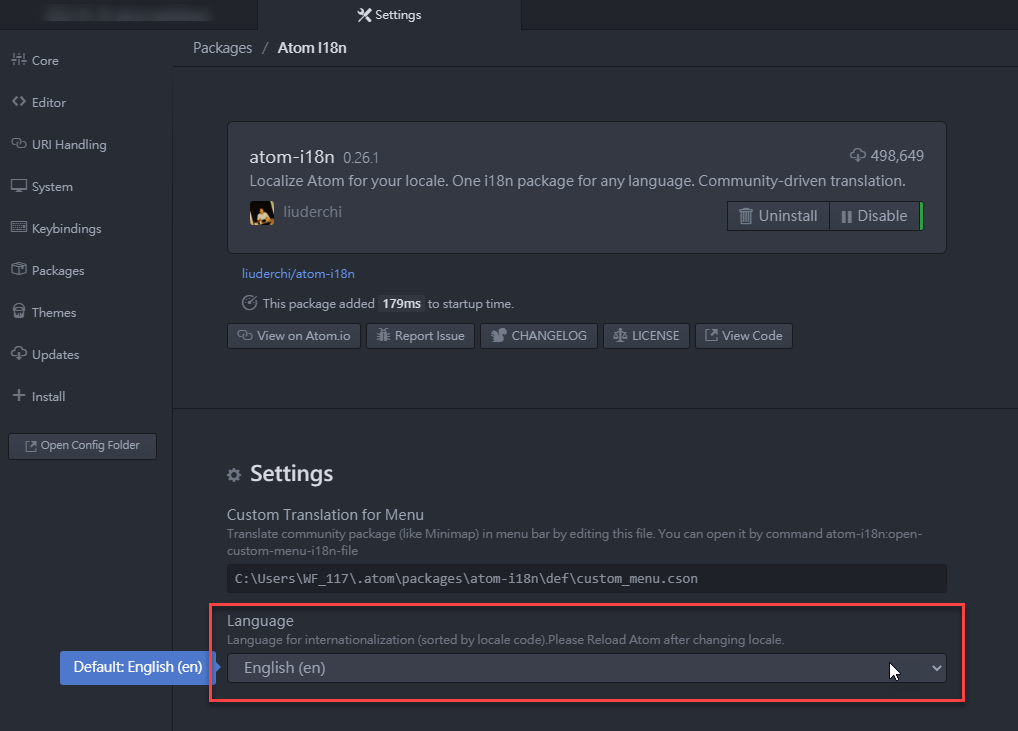 Settings
Core
Editor
URI Handling
System
Keybindings
Packages
Themes
Updates
Install
Open Config Folder
Packages / Atom I18n
atom-i18n 0.26.1
498,649
Localize Atom for your locale. One i18n package for any language. Community-driven translation.
liuderchi
Uninstall
Disable
liuderchi/atom-i18n
This package added 179ms to startup time.
View on Atom.io
Report Issue
CHANGELOG
LICENSE
View Code
Settings
Custom Translation for Menu
Translate community package (like Minimap) in menu bar by editing this file. You can open it by command atom-i18n:open-
custom-menu-i18n-file
C:\Users\WF_117\.atom\packages\atom-i18n\def\custom_menu.cson
Language
Language for internationalization (sorted by locale code).Please Reload Atom after changing locale.
Default: English (en)
English (en)